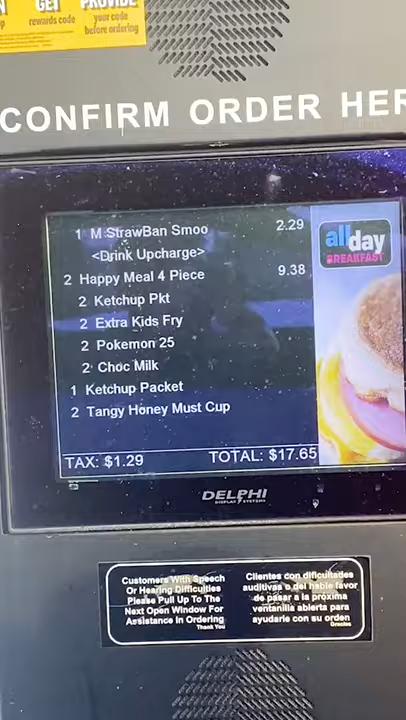 GET
PROVIDE
rewards code
your code
before ordering
CONFIRM ORDER HER
1 M StrawBan Smoo 2.29
<Drink Upcharge>
2 Happy Meal 4 Piece 9.38
2 Ketchup Pkt
2 Extra Kids Fry
2 Pokemon 25
2 Choc Milk
1 Ketchup Packet
2 Tangy Honey Must Cup
TAX: $1.29 TOTAL: $17.65
all day
BREAKFAST
DELPHI
DISPLAY SYSTEMS
Customers With Speech
Or Hearing Difficulties
Please Pull Up To The
Next Open Window For
Assistance In Ordering
Thank You
Clientes con dificultades
auditivas o del hable favor
de pasar a la próxima
ventanilla abierta para
ayudarle con su orden
Gracias